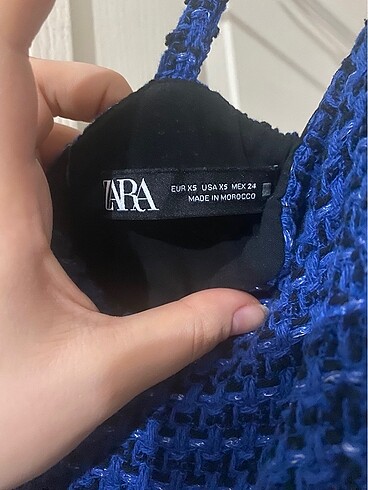 ZARA
EUR XS USA XS MEX 24
MADE IN MOROCCO